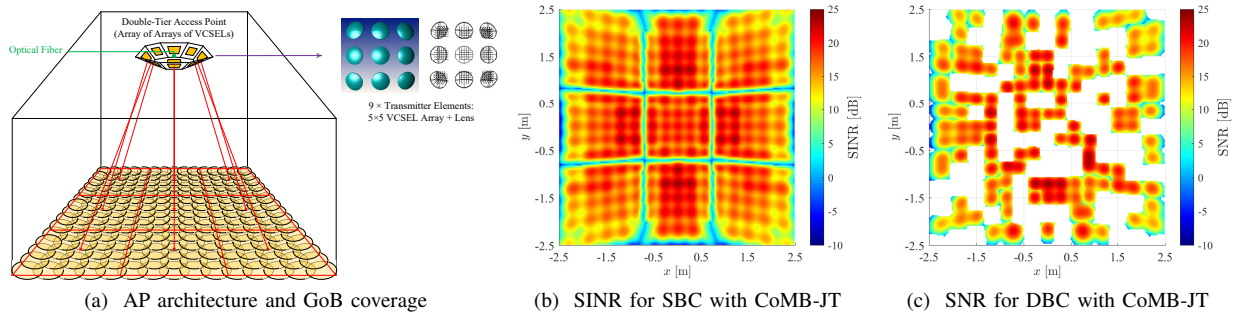 Double-Tier Access Point
(Array of Arrays of VCSELs)
Optical Fiber
9 × Transmitter Elements:
5×5 VCSEL Array + Lens
(a) AP architecture and GoB coverage
2.5
1.5
0.5
-0.5
-1.5
-2.5
y [m]
-2.5 -1.5 -0.5 0.5 1.5 2.5
x [m]
25
20
15
10
5
0
-5
-10
SINR [dB]
(b) SINR for SBC with CoMB-JT
2.5
1.5
0.5
-0.5
-1.5
-2.5
y [m]
-2.5 -1.5 -0.5 0.5 1.5 2.5
x [m]
25
20
15
10
5
0
-5
-10
SNR [dB]
(c) SNR for DBC with CoMB-JT